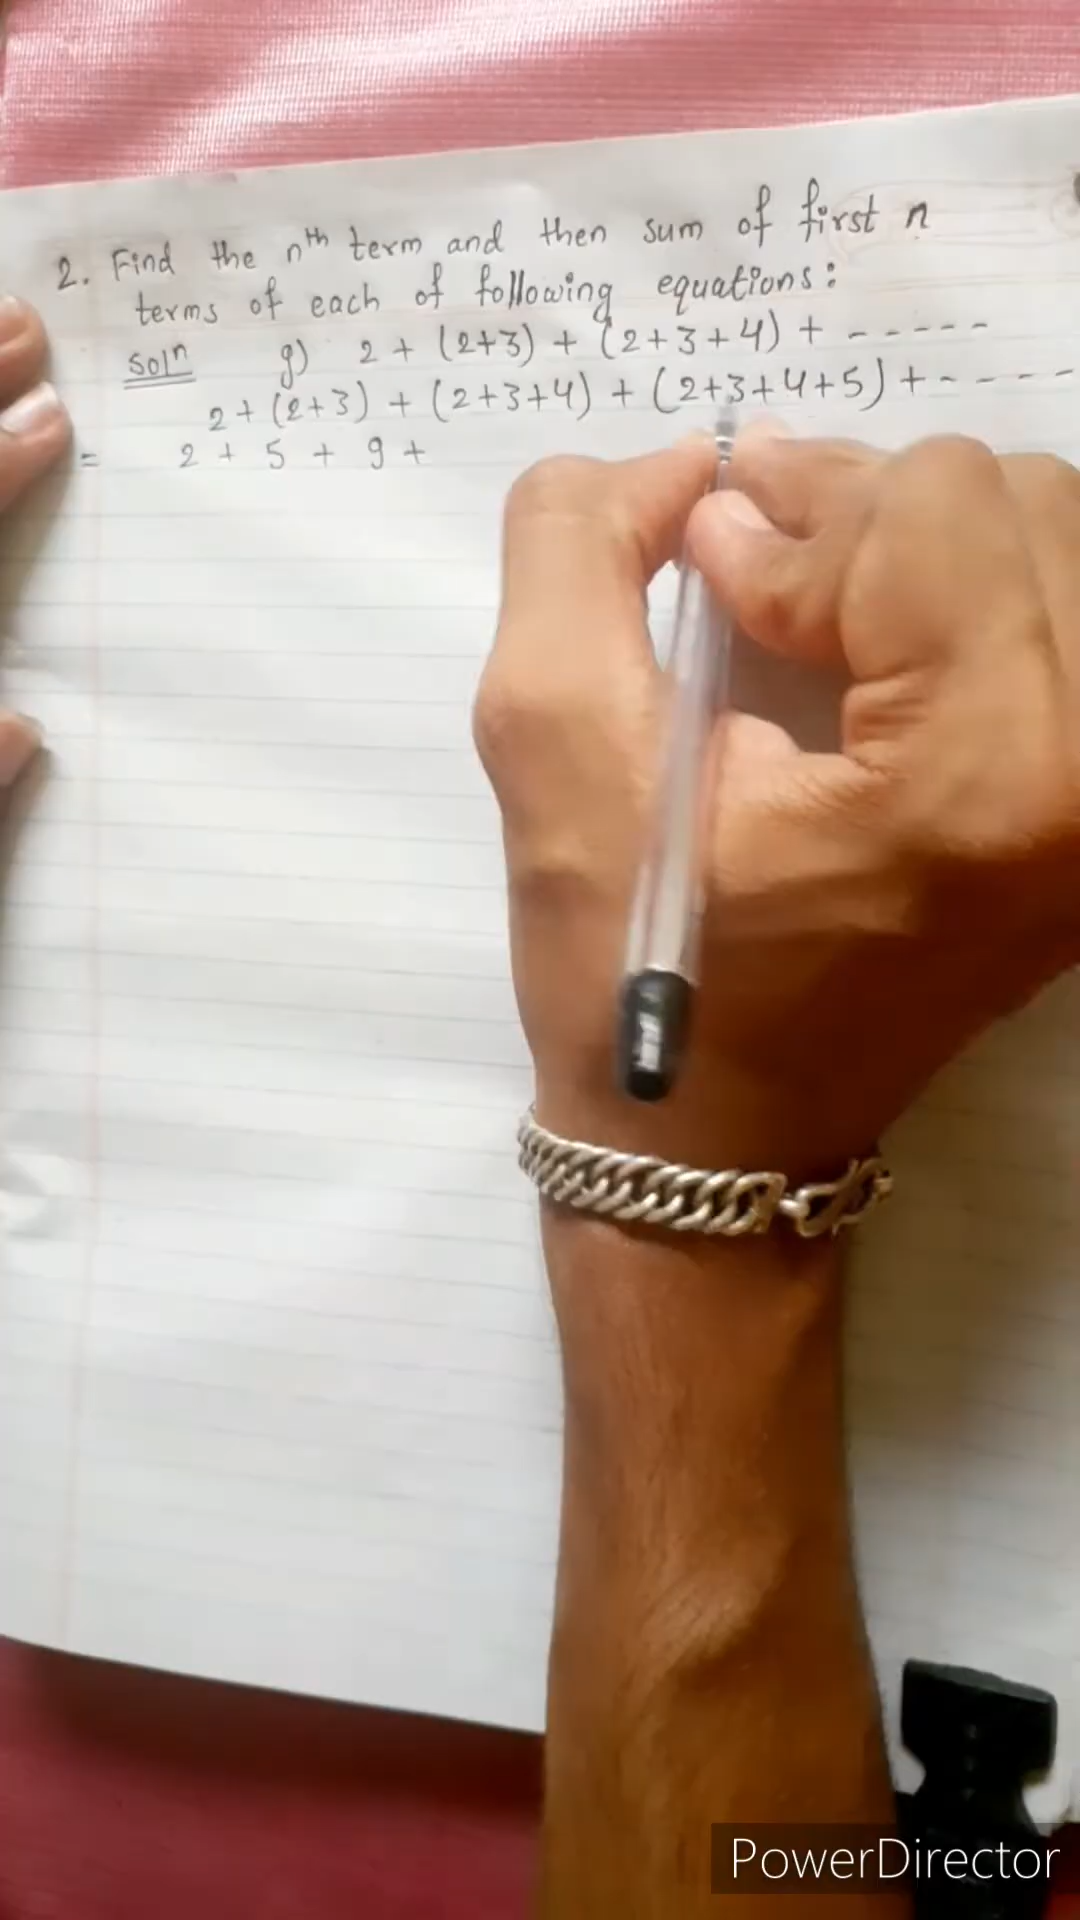 2. Find the nth term and then sum of first n
terms of each of following equations:
Soln g) 2 + (2+3) + (2+3+4) + -----
2 + (2+3) + (2+3+4) + (2+3+4+5) + ----
= 2 + 5 + 9 +
PowerDirector